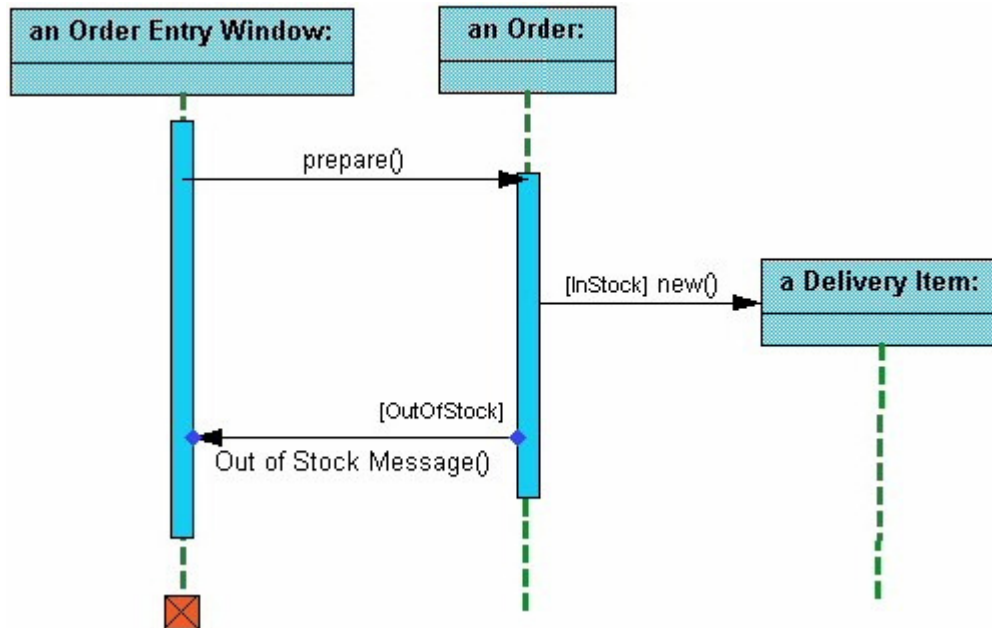 an Order Entry Window:
an Order:
prepare()
[InStock] new()
a Delivery Item:
[OutOfStock]
Out of Stock Message()